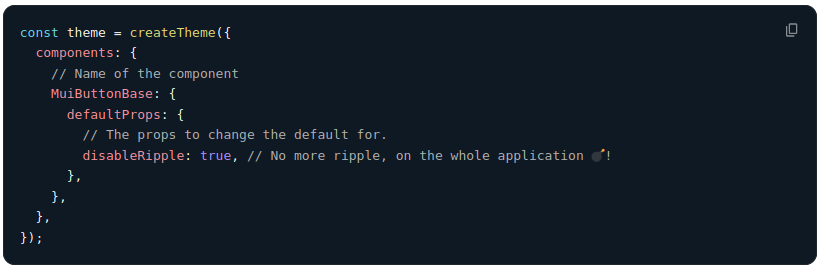 const theme = createTheme({
  components: {
    // Name of the component
    MuiButtonBase: {
      defaultProps: {
        // The props to change the default for.
        disableRipple: true, // No more ripple, on the whole application 💣!
      },
    },
  },
});